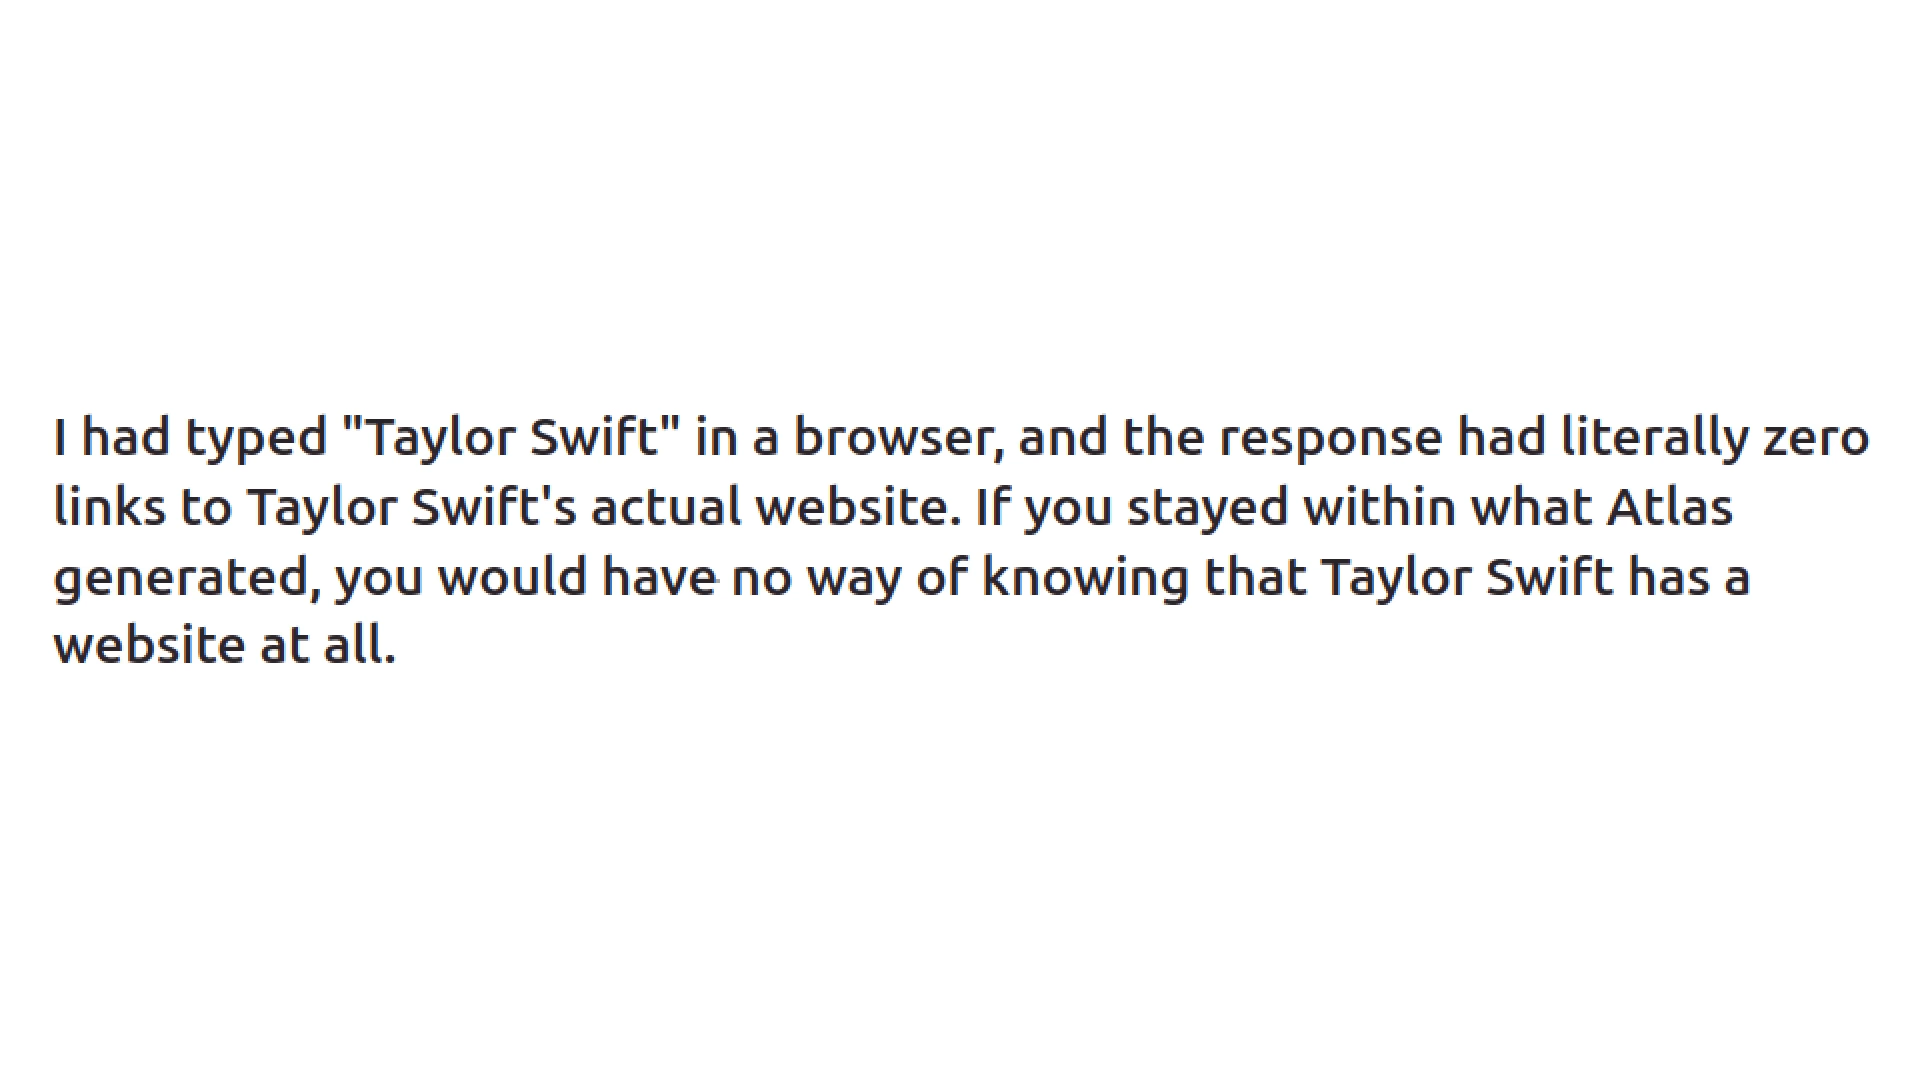 I had typed "Taylor Swift" in a browser, and the response had literally zero
links to Taylor Swift's actual website. If you stayed within what Atlas
generated, you would have no way of knowing that Taylor Swift has a
website at all.